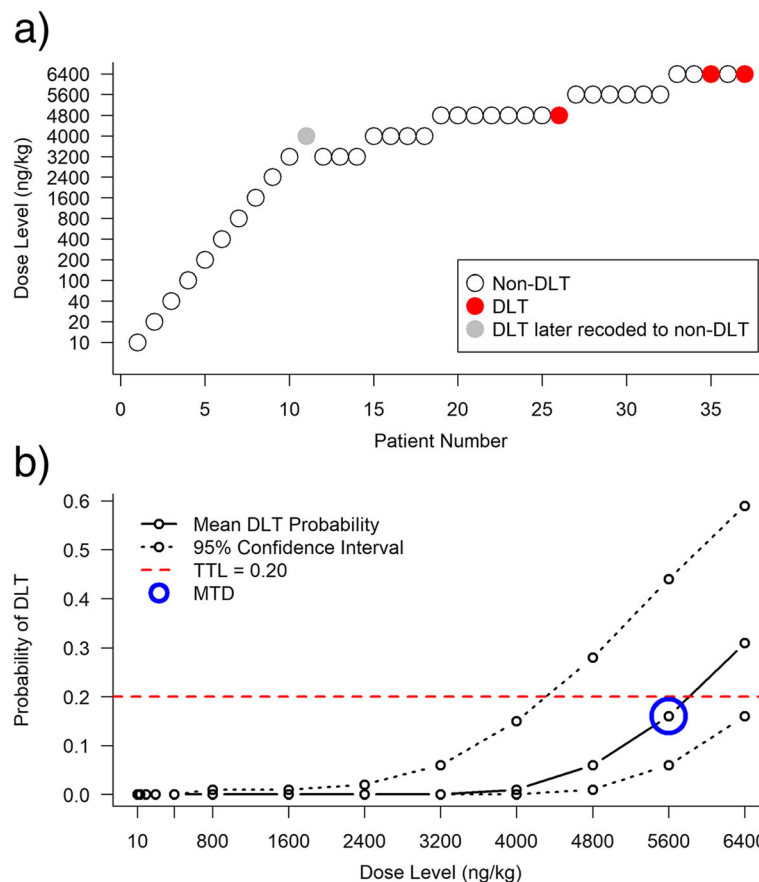 a)
Dose Level (ng/kg)
6400
5600
4800
4000
3200
2400
1600
800
400
200
100
40
20
10
Non-DLT
DLT
DLT later recoded to non-DLT
0 5 10 15 20 25 30 35
Patient Number
b)
Probability of DLT
0.6
0.5
0.4
0.3
0.2
0.1
0.0
Mean DLT Probability
95% Confidence Interval
TTL = 0.20
MTD
10 800 1600 2400 3200 4000 4800 5600 6400
Dose Level (ng/kg)